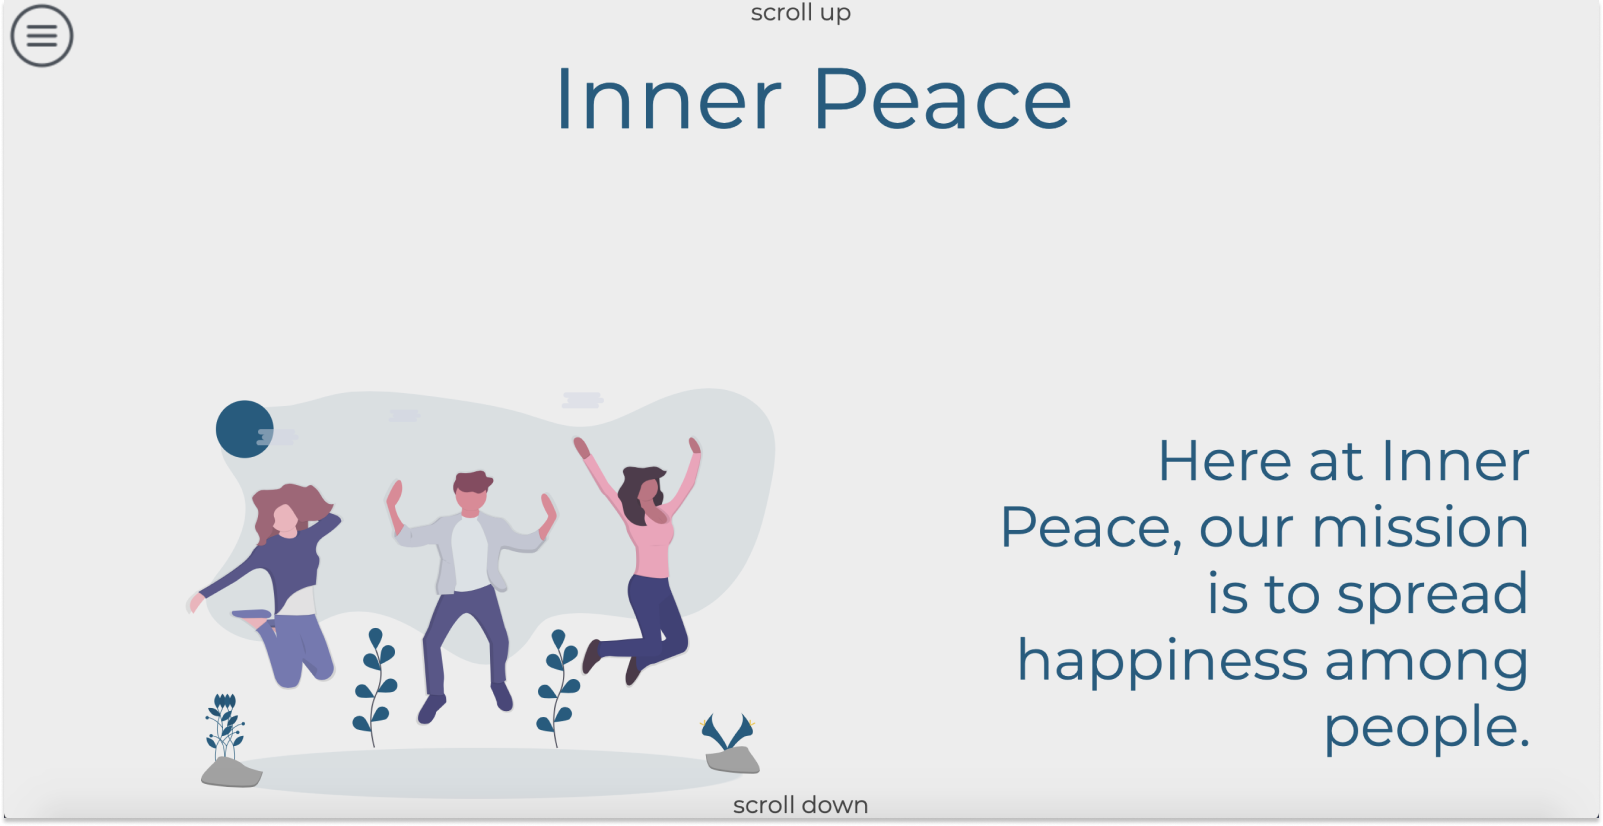 scroll up
Inner Peace
Here at Inner
Peace, our mission
is to spread
happiness among
people.
scroll down